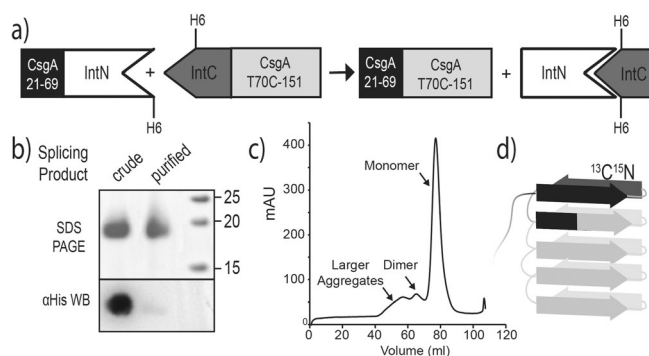 a)
H6
CsgA
21-69
IntN
+
H6
IntC
CsgA
T70C-151
CsgA
21-69
CsgA
T70C-151
+
IntN
H6
IntC
H6
b)
Splicing
Product
crude
purified
SDS
PAGE
25
20
15
αHis WB
c)
mAU
400
300
200
100
50
0
Monomer
Larger
Aggregates
Dimer
0 20 40 60 80 100 120
Volume (ml)
d)
¹³C¹⁵N